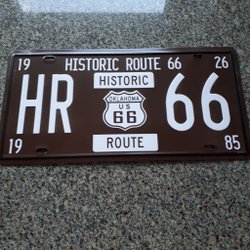 19 HISTORIC ROUTE 66 26
HISTORIC
HR 66
OKLAHOMA
US
66
ROUTE
19 85